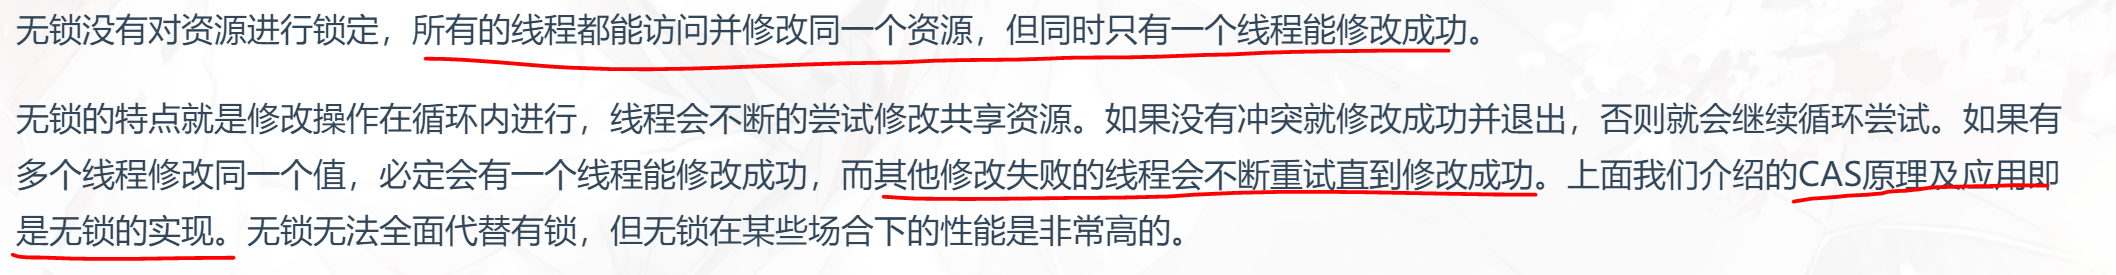 无锁没有对资源进行锁定，所有的线程都能访问并修改同一个资源，但同时只有一个线程能修改成功。
无锁的特点就是修改操作在循环内进行，线程会不断的尝试修改共享资源。如果没有冲突就修改成功并退出，否则就会继续循环尝试。如果有
多个线程修改同一个值，必定会有一个线程能修改成功，而其他修改失败的线程会不断重试直到修改成功。上面我们介绍的CAS原理及应用即
是无锁的实现。无锁无法全面代替有锁，但无锁在某些场合下的性能是非常高的。